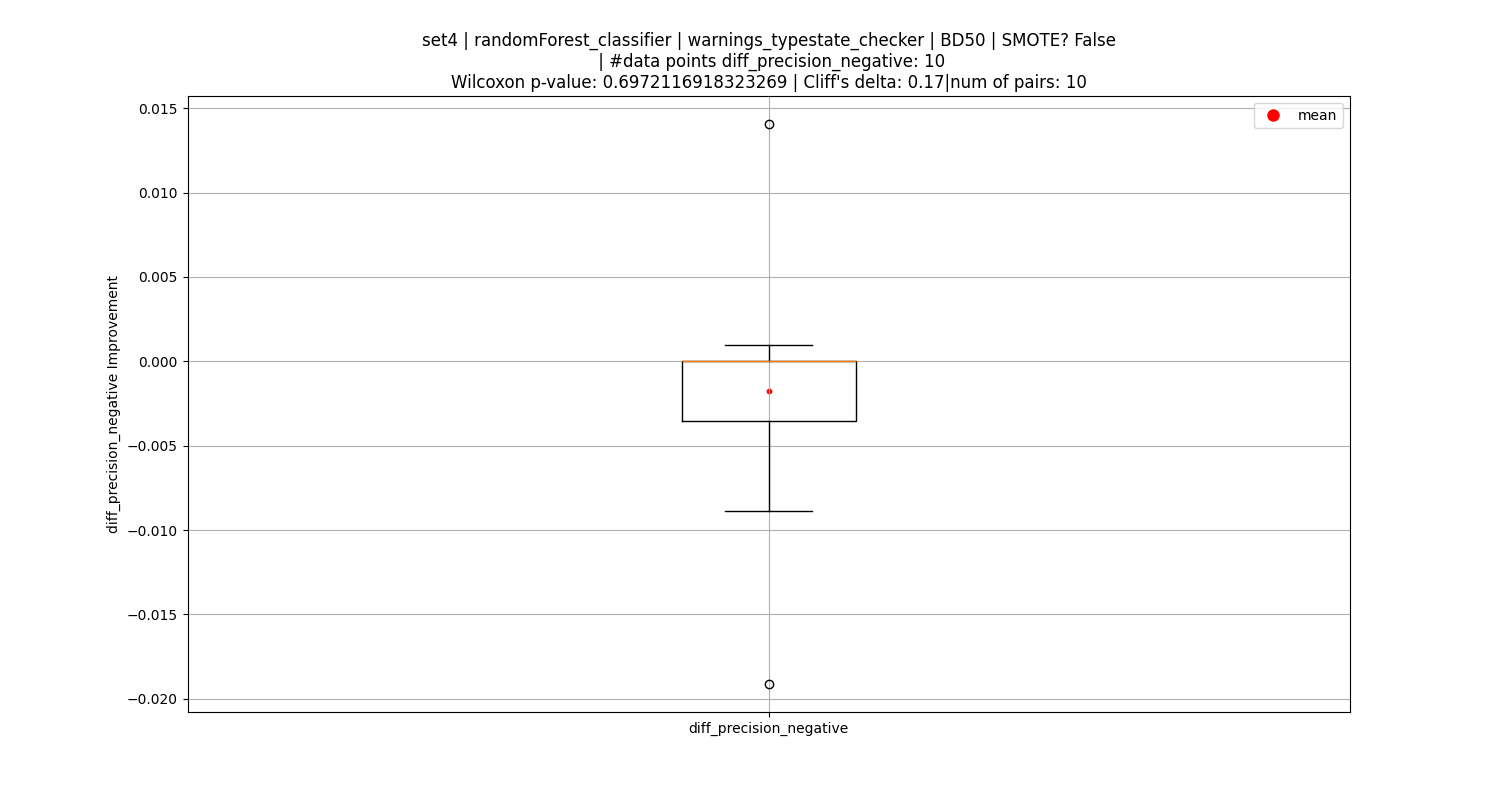 set4 | randomForest_classifier | warnings_typestate_checker | BD50 | SMOTE? False
| #data points diff_precision_negative: 10
Wilcoxon p-value: 0.6972116918323269 | Cliff's delta: 0.17|num of pairs: 10
mean
0.015
0.010
0.005
0.000
−0.005
−0.010
−0.015
−0.020
diff_precision_negative Improvement
diff_precision_negative